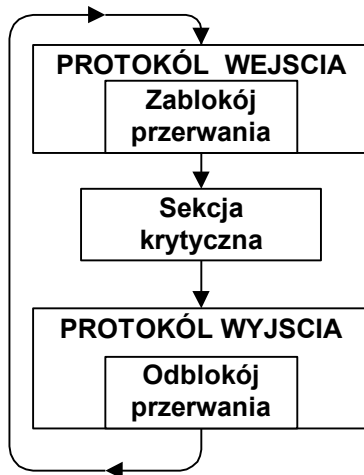 PROTOKÓL WEJSCIA
Zablokój
przerwania
Sekcja
krytyczna
PROTOKÓL WYJSCIA
Odblokój
przerwania